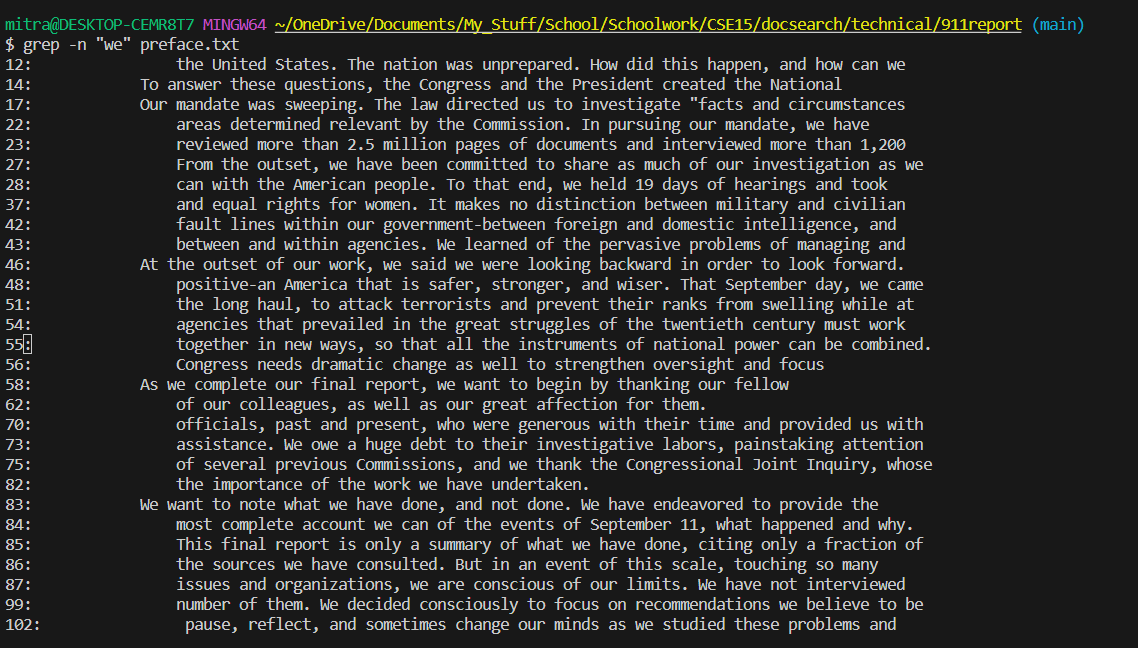 mitra@DESKTOP-CEMR8T7 MINGW64 ~/OneDrive/Documents/My_Stuff/School/Schoolwork/CSE15/docsearch/technical/911report (main)
$ grep -n "we" preface.txt
12:                the United States. The nation was unprepared. How did this happen, and how can we
14:            To answer these questions, the Congress and the President created the National
17:            Our mandate was sweeping. The law directed us to investigate "facts and circumstances
22:                areas determined relevant by the Commission. In pursuing our mandate, we have
23:                reviewed more than 2.5 million pages of documents and interviewed more than 1,200
27:                From the outset, we have been committed to share as much of our investigation as we
28:                can with the American people. To that end, we held 19 days of hearings and took
37:                and equal rights for women. It makes no distinction between military and civilian
42:                fault lines within our government-between foreign and domestic intelligence, and
43:                between and within agencies. We learned of the pervasive problems of managing and
46:            At the outset of our work, we said we were looking backward in order to look forward.
48:                positive-an America that is safer, stronger, and wiser. That September day, we came
51:                the long haul, to attack terrorists and prevent their ranks from swelling while at
54:                agencies that prevailed in the great struggles of the twentieth century must work
55:                together in new ways, so that all the instruments of national power can be combined.
56:                Congress needs dramatic change as well to strengthen oversight and focus
58:            As we complete our final report, we want to begin by thanking our fellow
62:                of our colleagues, as well as our great affection for them.
70:                officials, past and present, who were generous with their time and provided us with
73:                assistance. We owe a huge debt to their investigative labors, painstaking attention
75:                of several previous Commissions, and we thank the Congressional Joint Inquiry, whose
82:                the importance of the work we have undertaken.
83:            We want to note what we have done, and not done. We have endeavored to provide the
84:                most complete account we can of the events of September 11, what happened and why.
85:                This final report is only a summary of what we have done, citing only a fraction of
86:                the sources we have consulted. But in an event of this scale, touching so many
87:                issues and organizations, we are conscious of our limits. We have not interviewed
99:                number of them. We decided consciously to focus on recommendations we believe to be
102:                pause, reflect, and sometimes change our minds as we studied these problems and